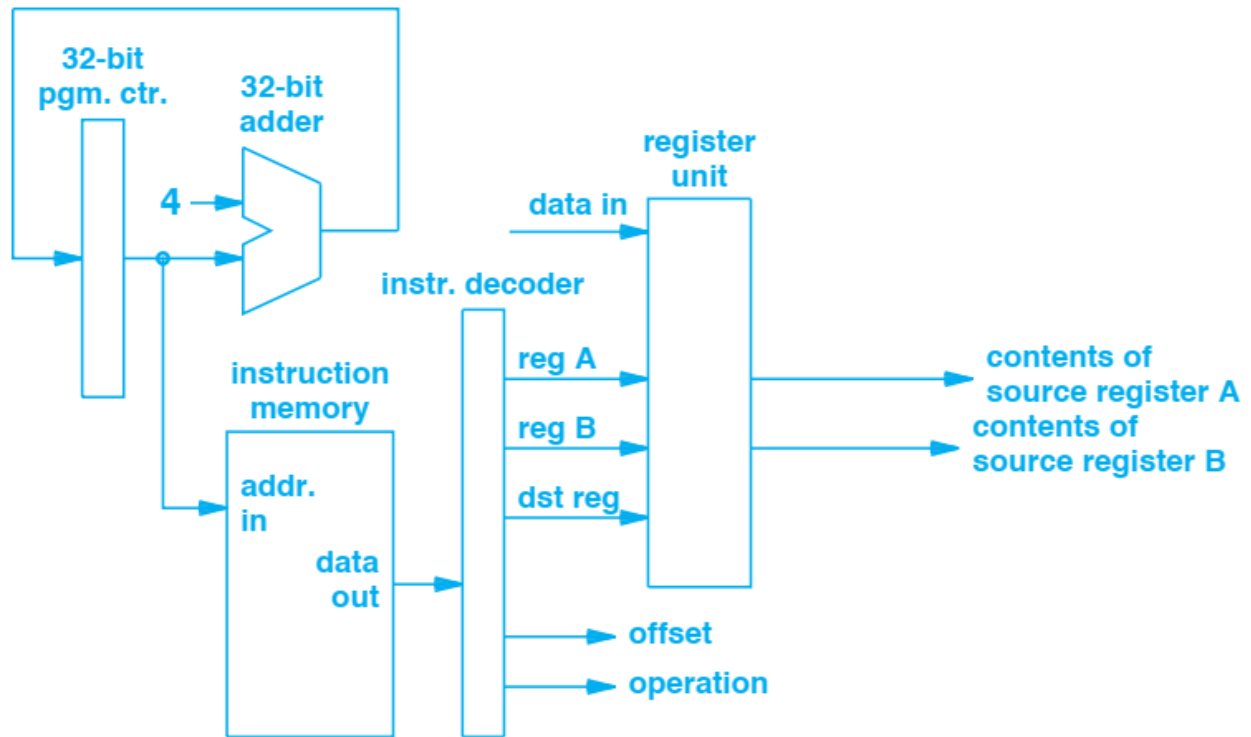 32-bit
pgm. ctr.
32-bit
adder
4
register
unit
data in
instr. decoder
reg A
reg B
dst reg
contents of
source register A
contents of
source register B
instruction
memory
addr.
in
data
out
offset
operation